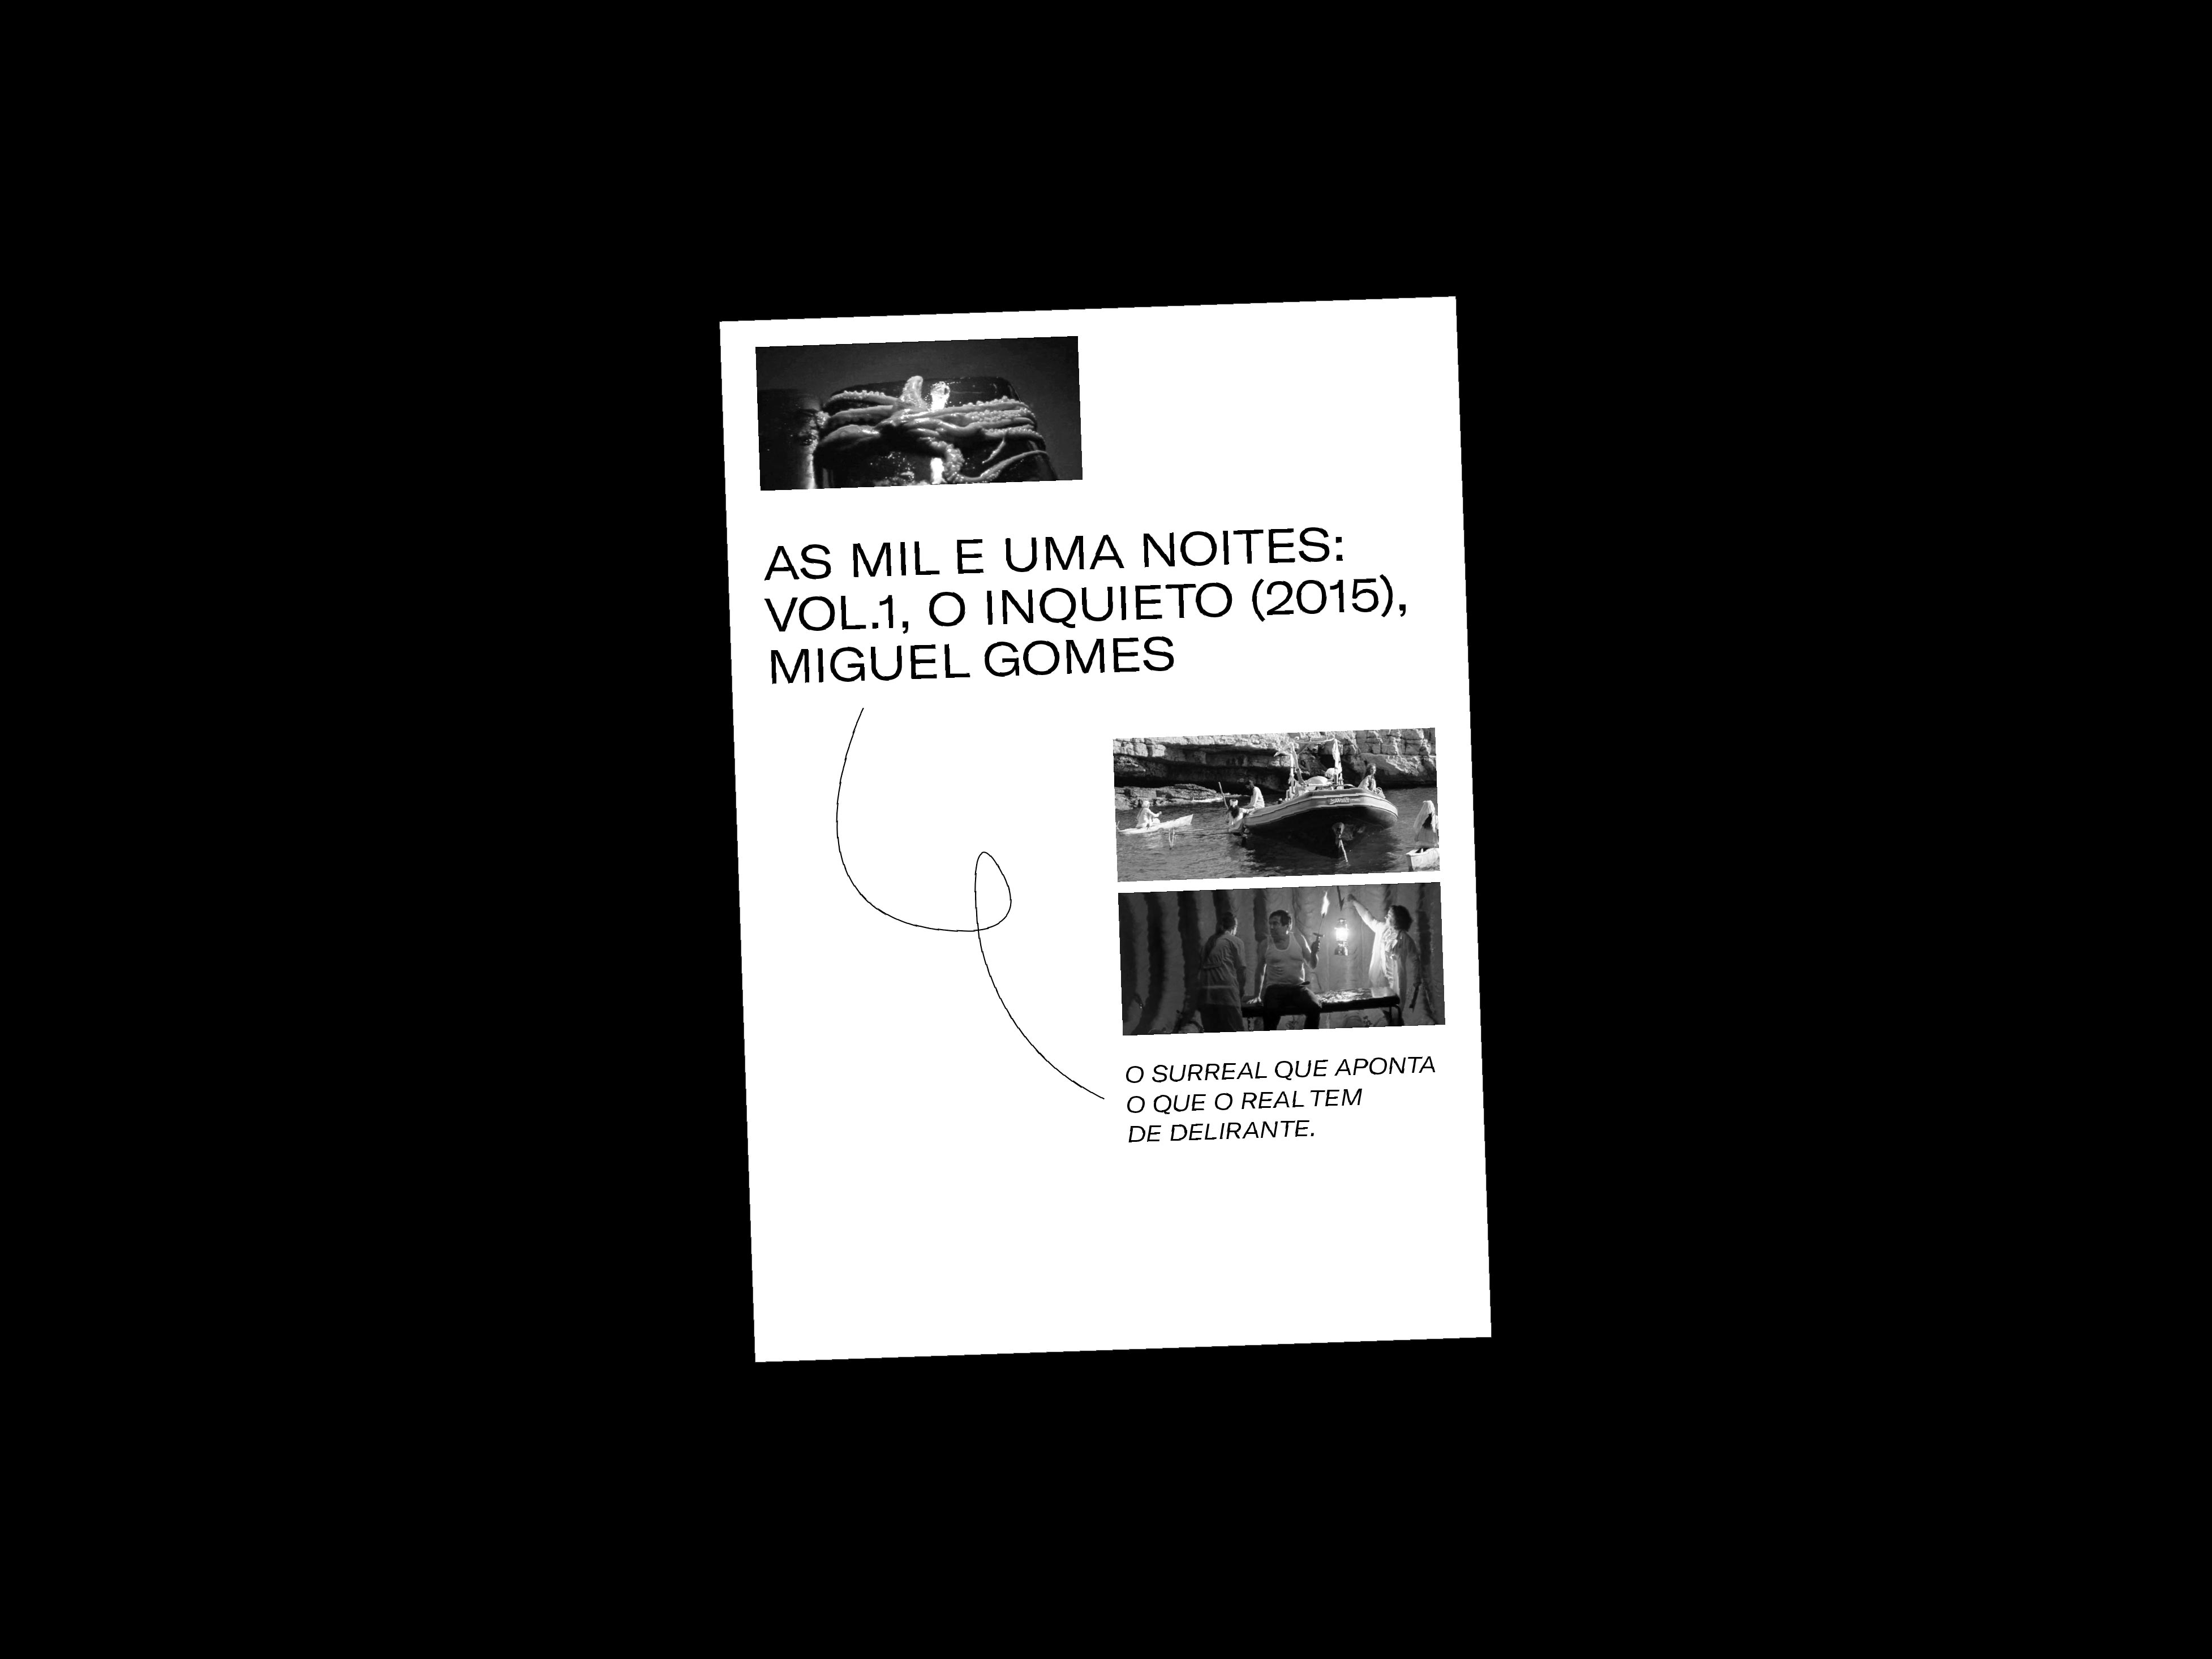 AS MIL E UMA NOITES:
VOL.1, O INQUIETO (2015),
MIGUEL GOMES
O SURREAL QUE APONTA
O QUE O REAL TEM
DE DELIRANTE.